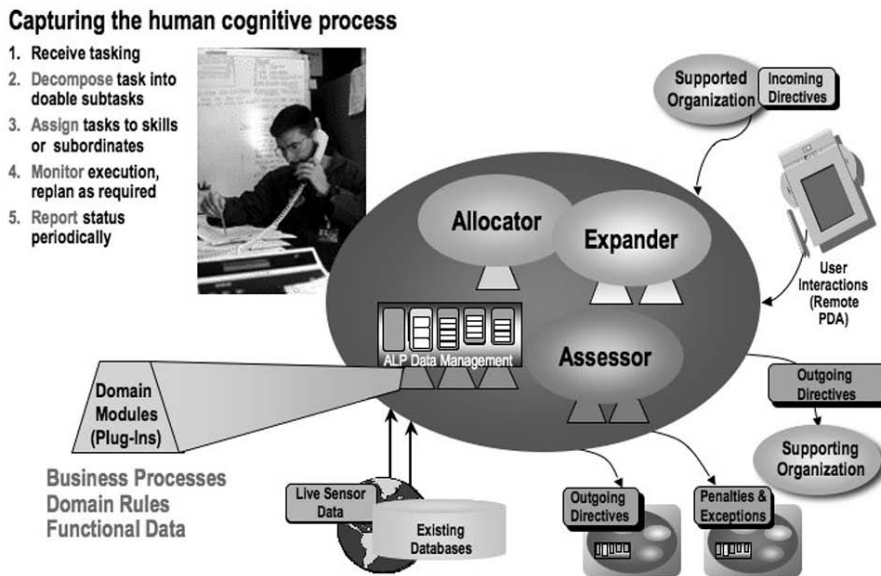 Capturing the human cognitive process
1. Receive tasking
2. Decompose task into
doable subtasks
3. Assign tasks to skills
or subordinates
4. Monitor execution,
replan as required
5. Report status
periodically
Supported
Organization
Incoming
Directives
Allocator
Expander
User
Interactions
(Remote
PDA)
ALP Data Management
Assessor
Domain
Modules
(Plug-Ins)
Outgoing
Directives
Supporting
Organization
Business Processes
Domain Rules
Functional Data
Live Sensor
Data
Existing
Databases
Outgoing
Directives
Penalties &
Exceptions